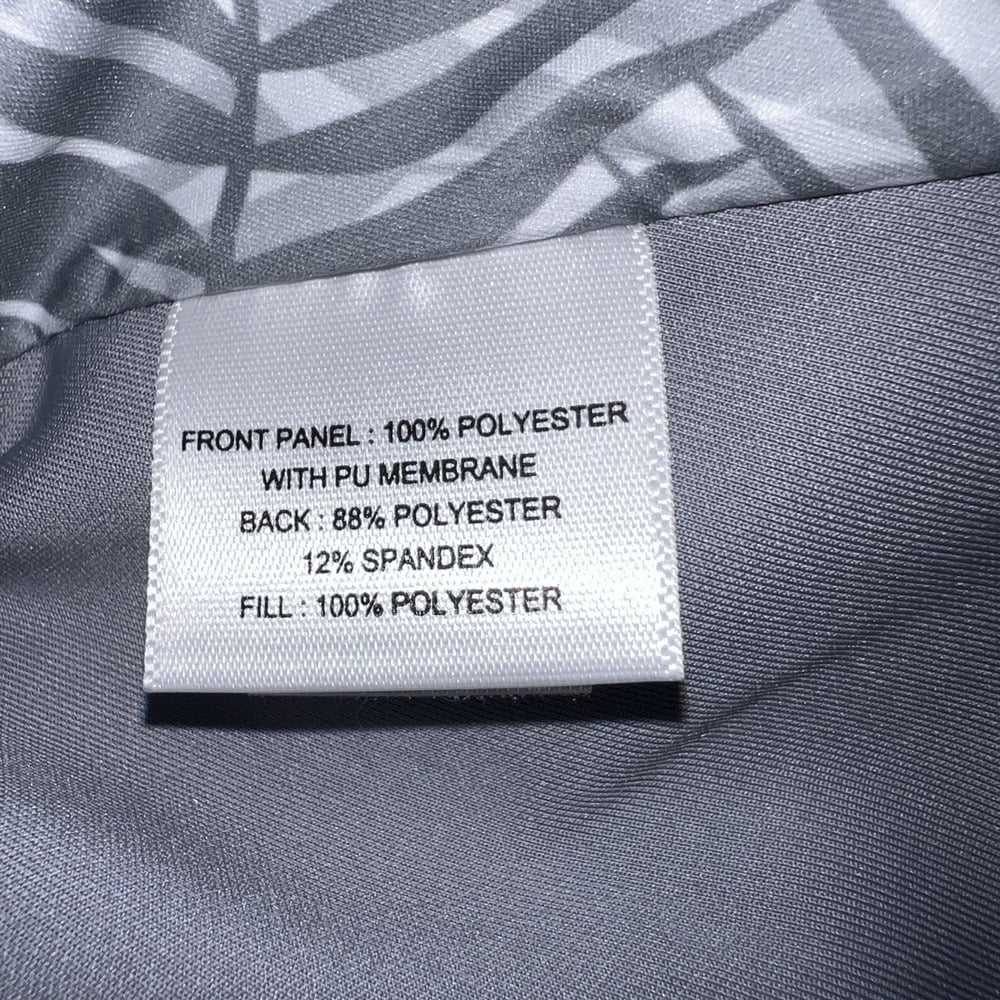 FRONT PANEL : 100% POLYESTER
WITH PU MEMBRANE
BACK : 88% POLYESTER
12% SPANDEX
FILL : 100% POLYESTER